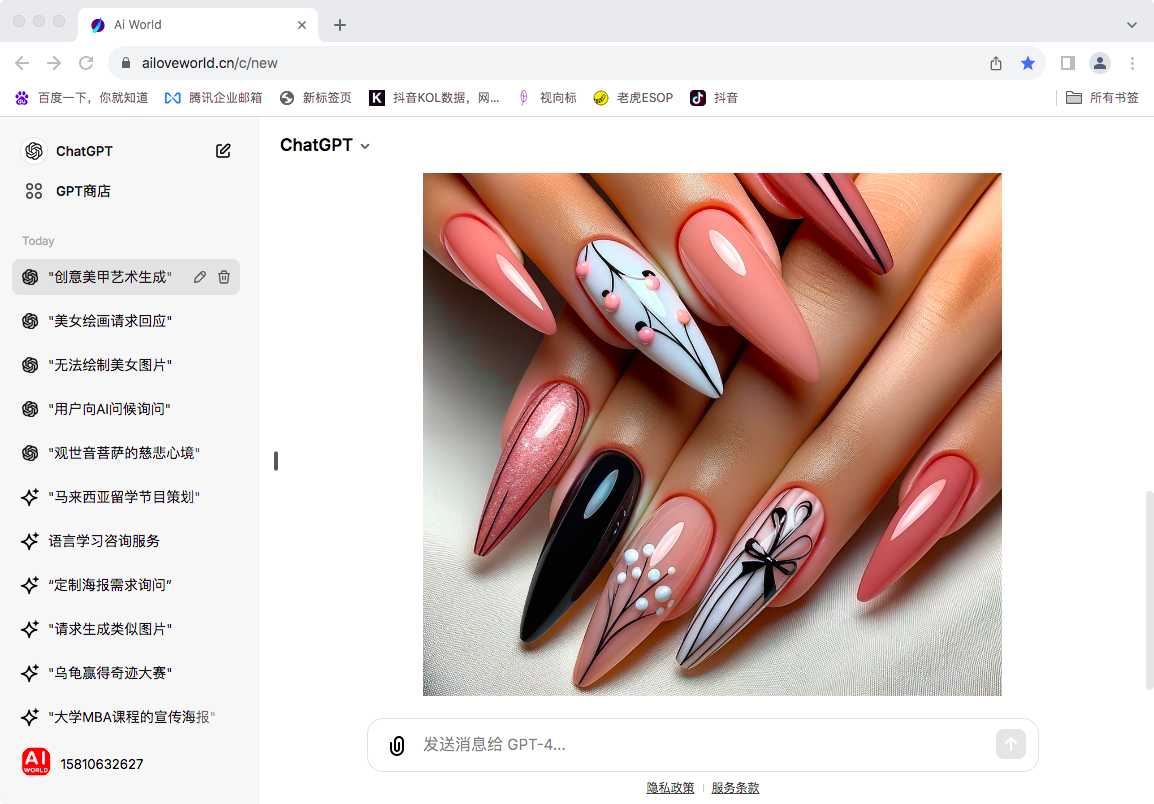 Ai World
ailoveworld.cn/c/new
百度一下，你就知道
腾讯企业邮箱
新标签页
K
抖音KOL数据，网...
视向标
老虎ESOP
抖音
所有书签
ChatGPT
GPT商店
Today
"创意美甲艺术生成"
"美女绘画请求回应"
"无法绘制美女图片"
"用户向AI问候询问"
"观世音菩萨的慈悲心境"
"马来西亚留学节目策划"
语言学习咨询服务
“定制海报需求询问”
"请求生成类似图片"
"乌龟赢得奇迹大赛"
"大学MBA课程的宣传海报"
AI
WORLD
15810632627
ChatGPT
发送消息给 GPT-4...
隐私政策
服务条款